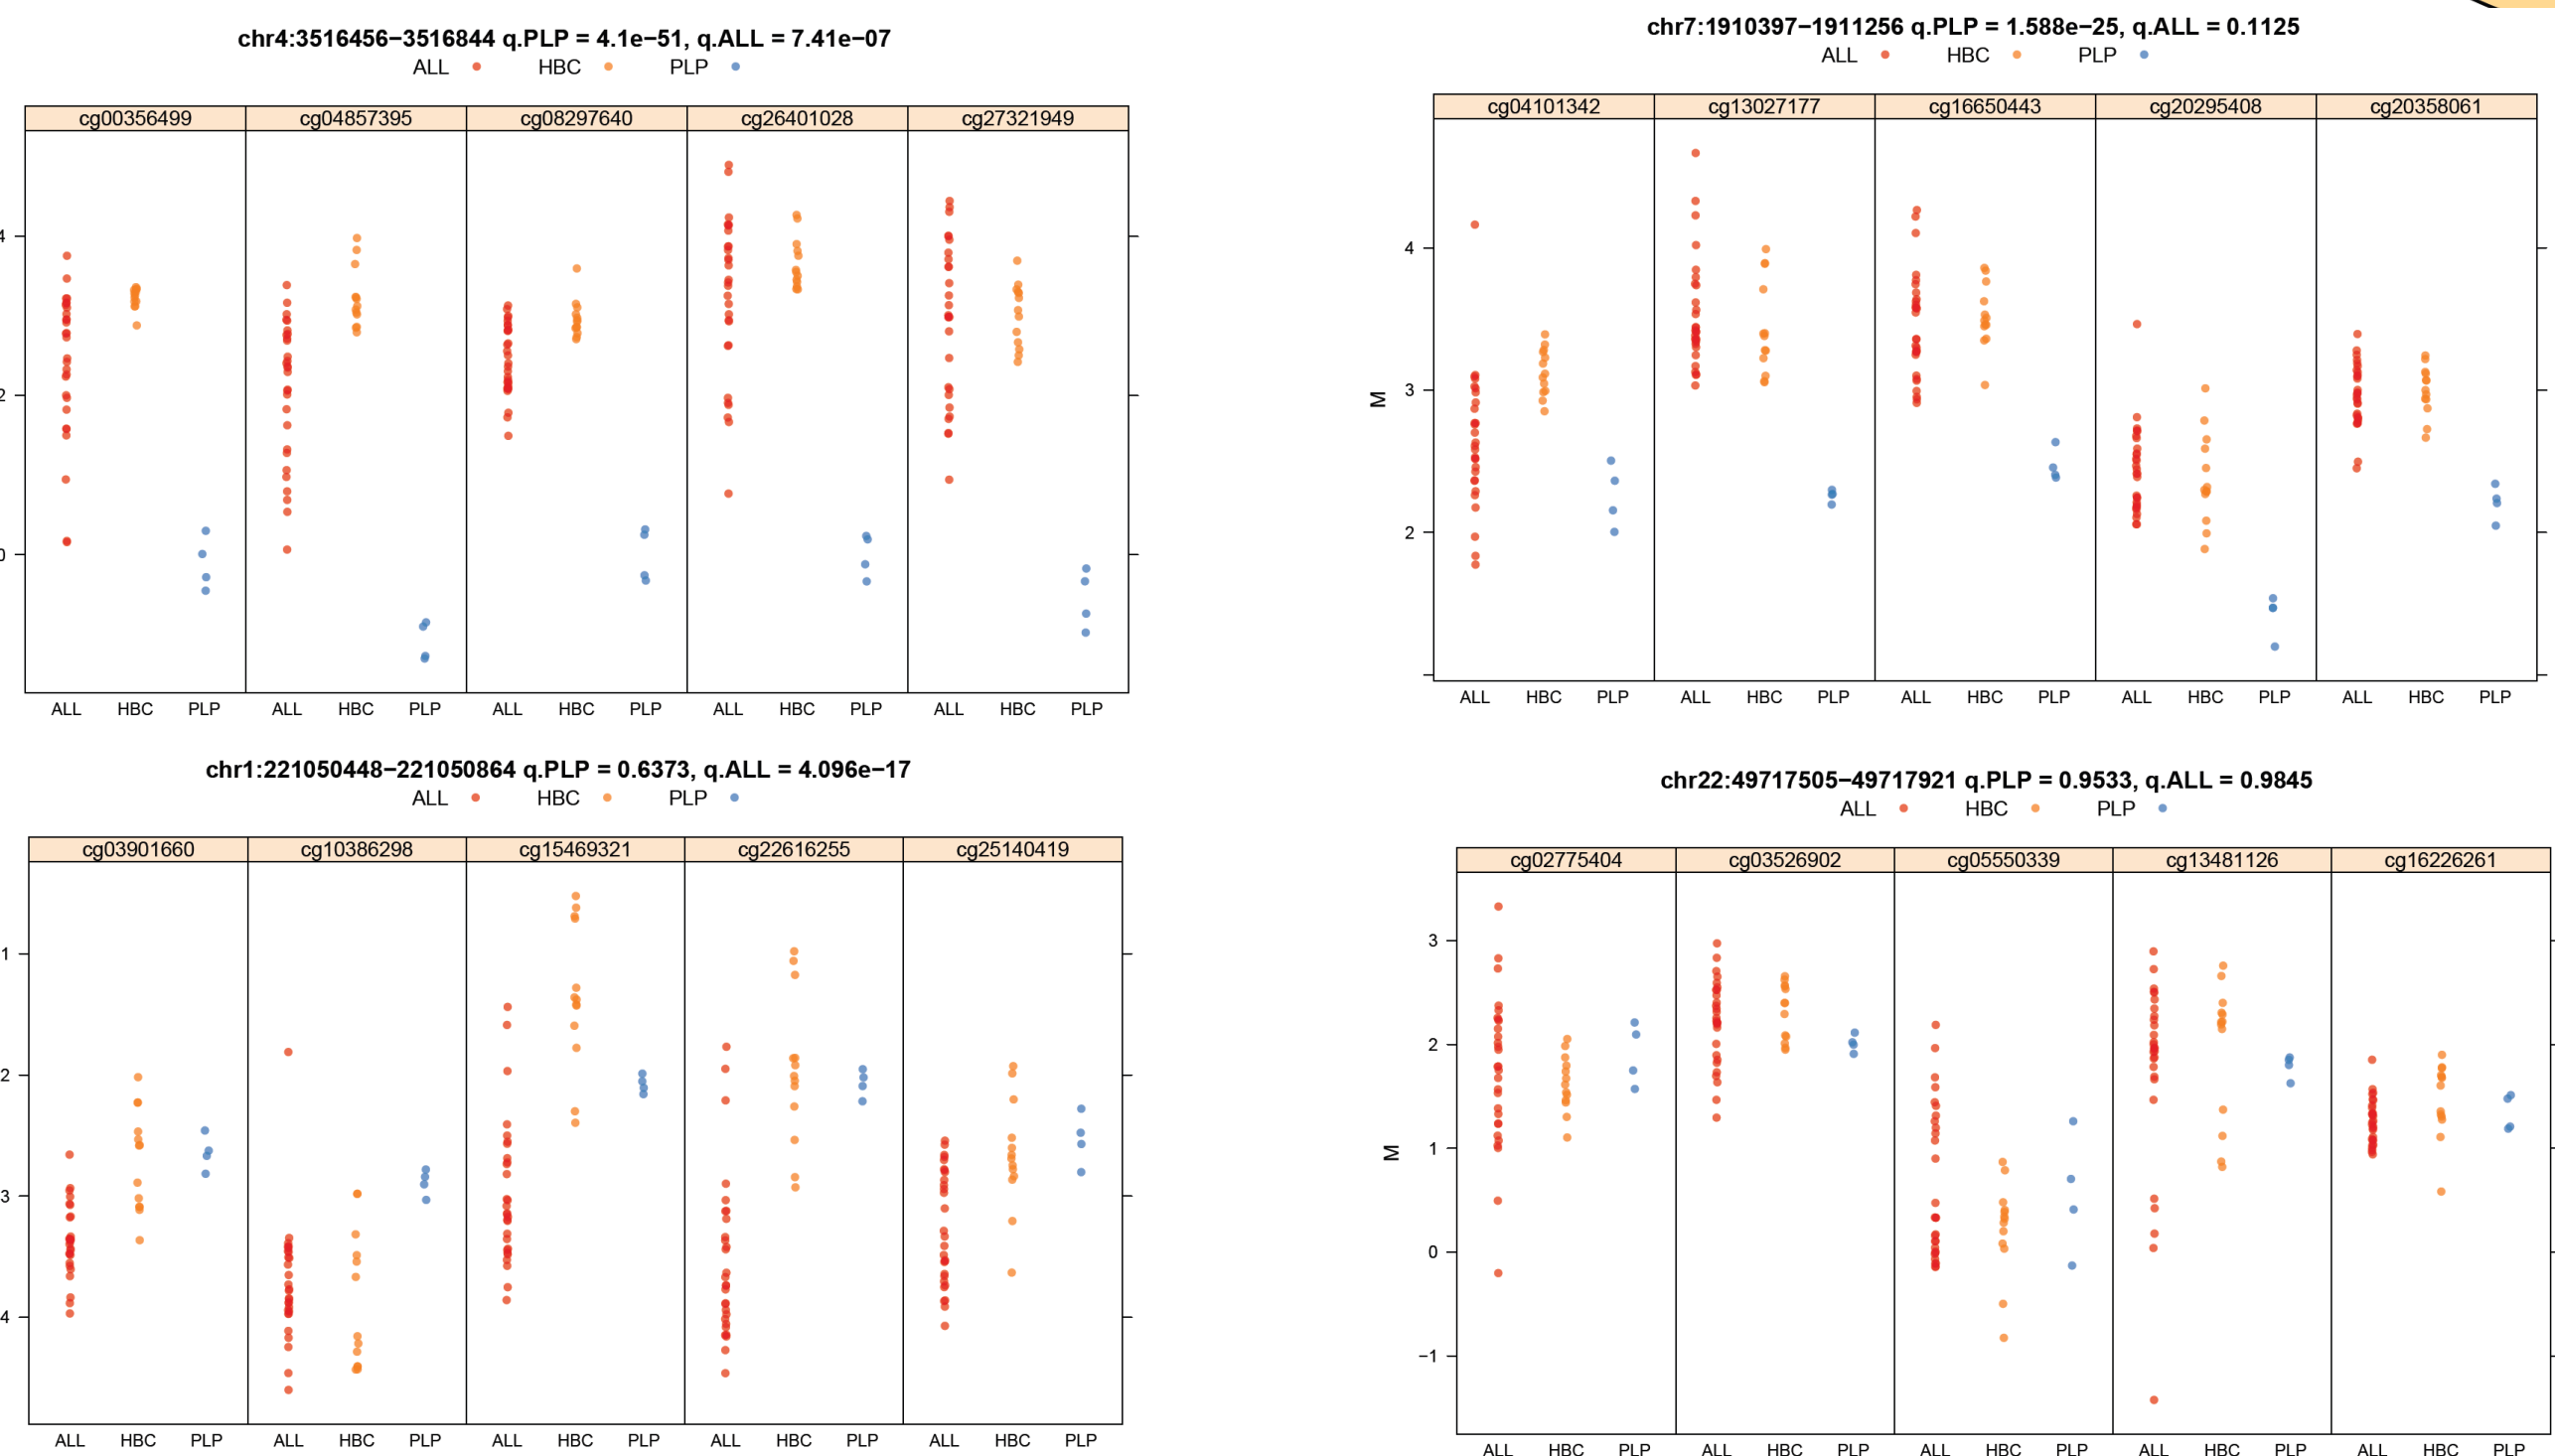 chr4:3516456−3516844 q.PLP = 4.1e−51, q.ALL = 7.41e−07
ALL HBC PLP
cg00356499 cg04857395 cg08297640 cg26401028 cg27321949
4
2
0
ALL HBC PLP ALL HBC PLP ALL HBC PLP ALL HBC PLP ALL HBC PLP
chr7:1910397−1911256 q.PLP = 1.588e−25, q.ALL = 0.1125
ALL HBC PLP
cg04101342 cg13027177 cg16650443 cg20295408 cg20358061
4
3
2
M
ALL HBC PLP ALL HBC PLP ALL HBC PLP ALL HBC PLP ALL HBC PLP
chr1:221050448−221050864 q.PLP = 0.6373, q.ALL = 4.096e−17
ALL HBC PLP
cg03901660 cg10386298 cg15469321 cg22616255 cg25140419
1
2
3
4
ALL HBC PLP ALL HBC PLP ALL HBC PLP ALL HBC PLP ALL HBC PLP
chr22:49717505−49717921 q.PLP = 0.9533, q.ALL = 0.9845
ALL HBC PLP
cg02775404 cg03526902 cg05550339 cg13481126 cg16226261
3
2
1
0
−1
M
ALL HBC PLP ALL HBC PLP ALL HBC PLP ALL HBC PLP ALL HBC PLP